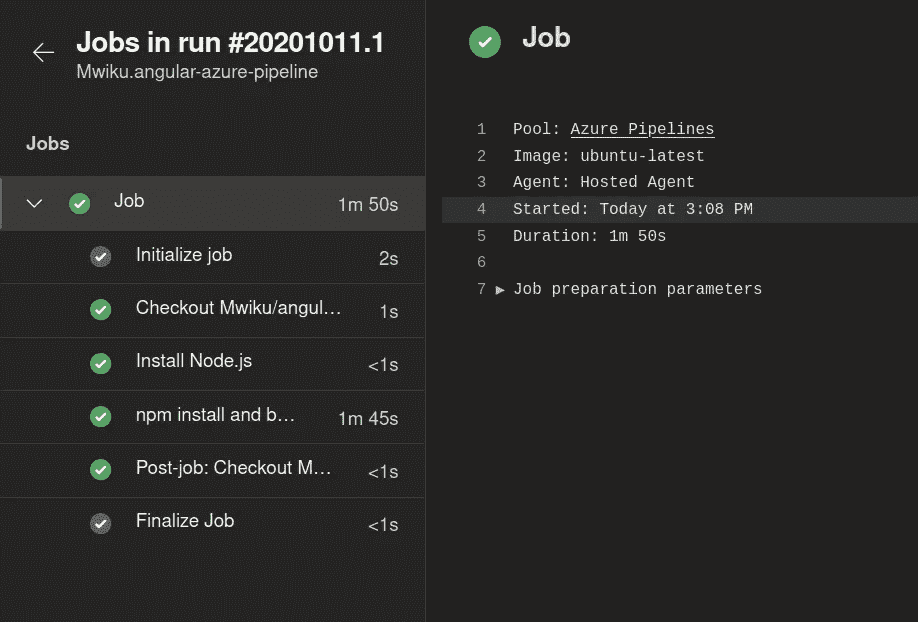 Jobs in run #20201011.1
Mwiku.angular-azure-pipeline
Jobs
Job 1m 50s
Initialize job 2s
Checkout Mwiku/angul... 1s
Install Node.js <1s
npm install and b... 1m 45s
Post-job: Checkout M... <1s
Finalize Job <1s
Job
1 Pool: Azure Pipelines
2 Image: ubuntu-latest
3 Agent: Hosted Agent
4 Started: Today at 3:08 PM
5 Duration: 1m 50s
6
7 ▶ Job preparation parameters